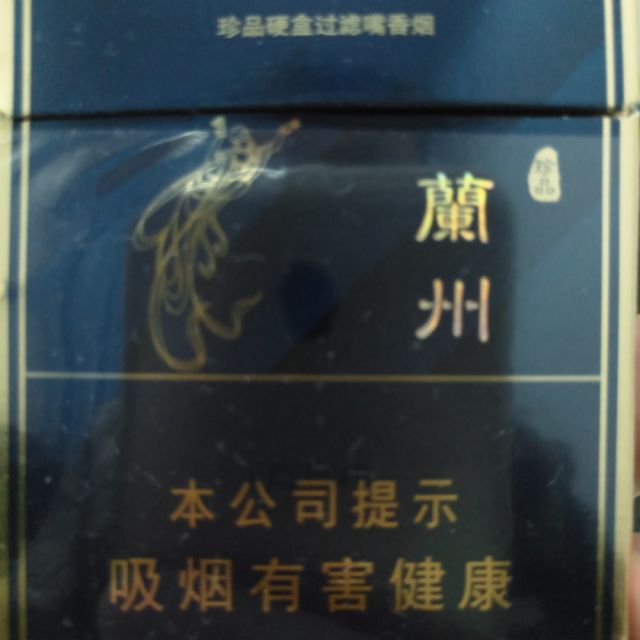 珍品硬盒过滤嘴香烟
珍品
蘭州
本公司提示
吸烟有害健康